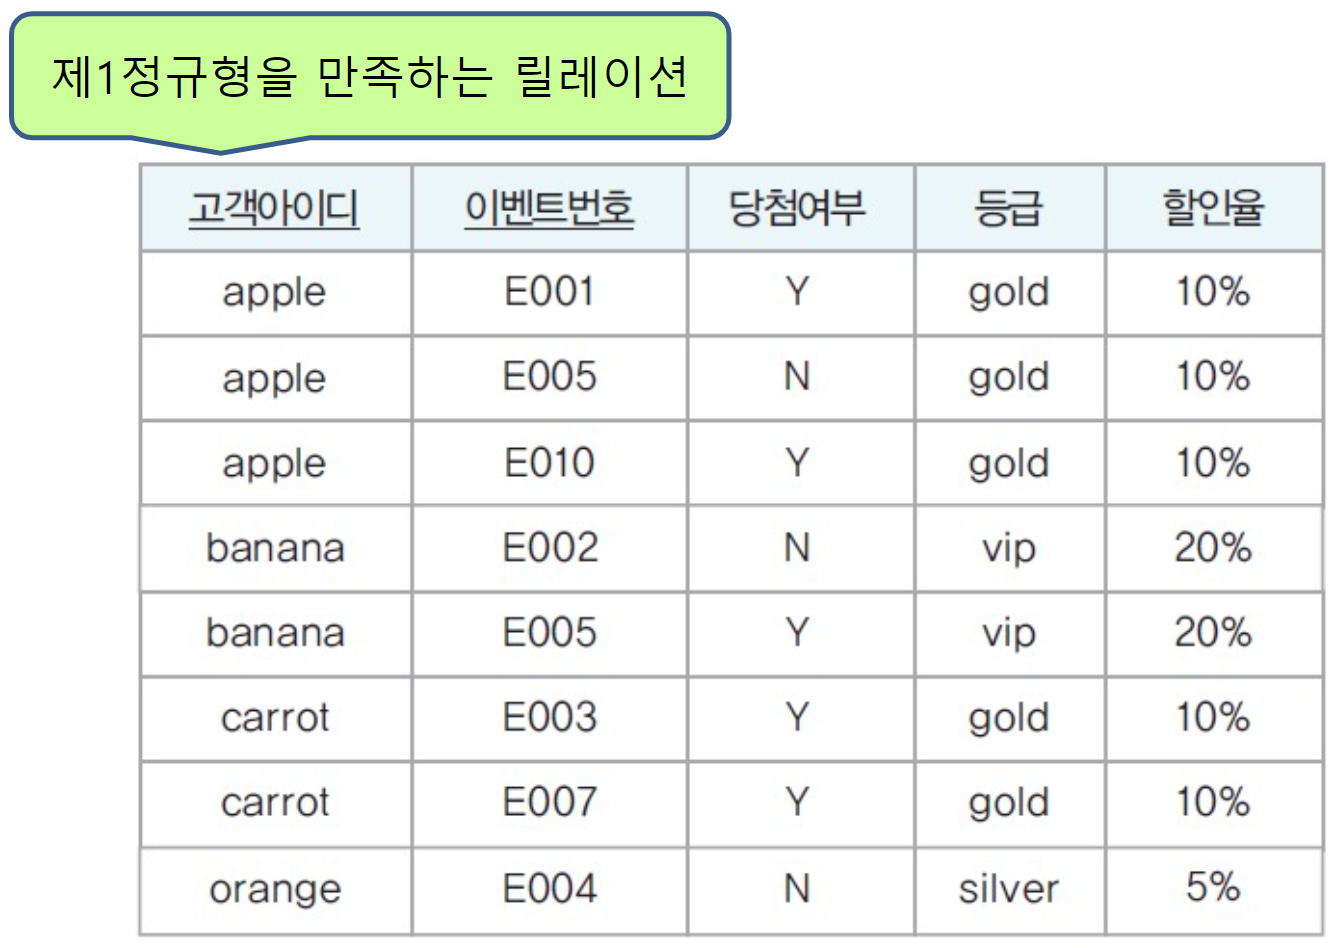 제1정규형을 만족하는 릴레이션
고객아이디 이벤트번호 당첨여부 등급 할인율
apple E001 Y gold 10%
apple E005 N gold 10%
apple E010 Y gold 10%
banana E002 N vip 20%
banana E005 Y vip 20%
carrot E003 Y gold 10%
carrot E007 Y gold 10%
orange E004 N silver 5%